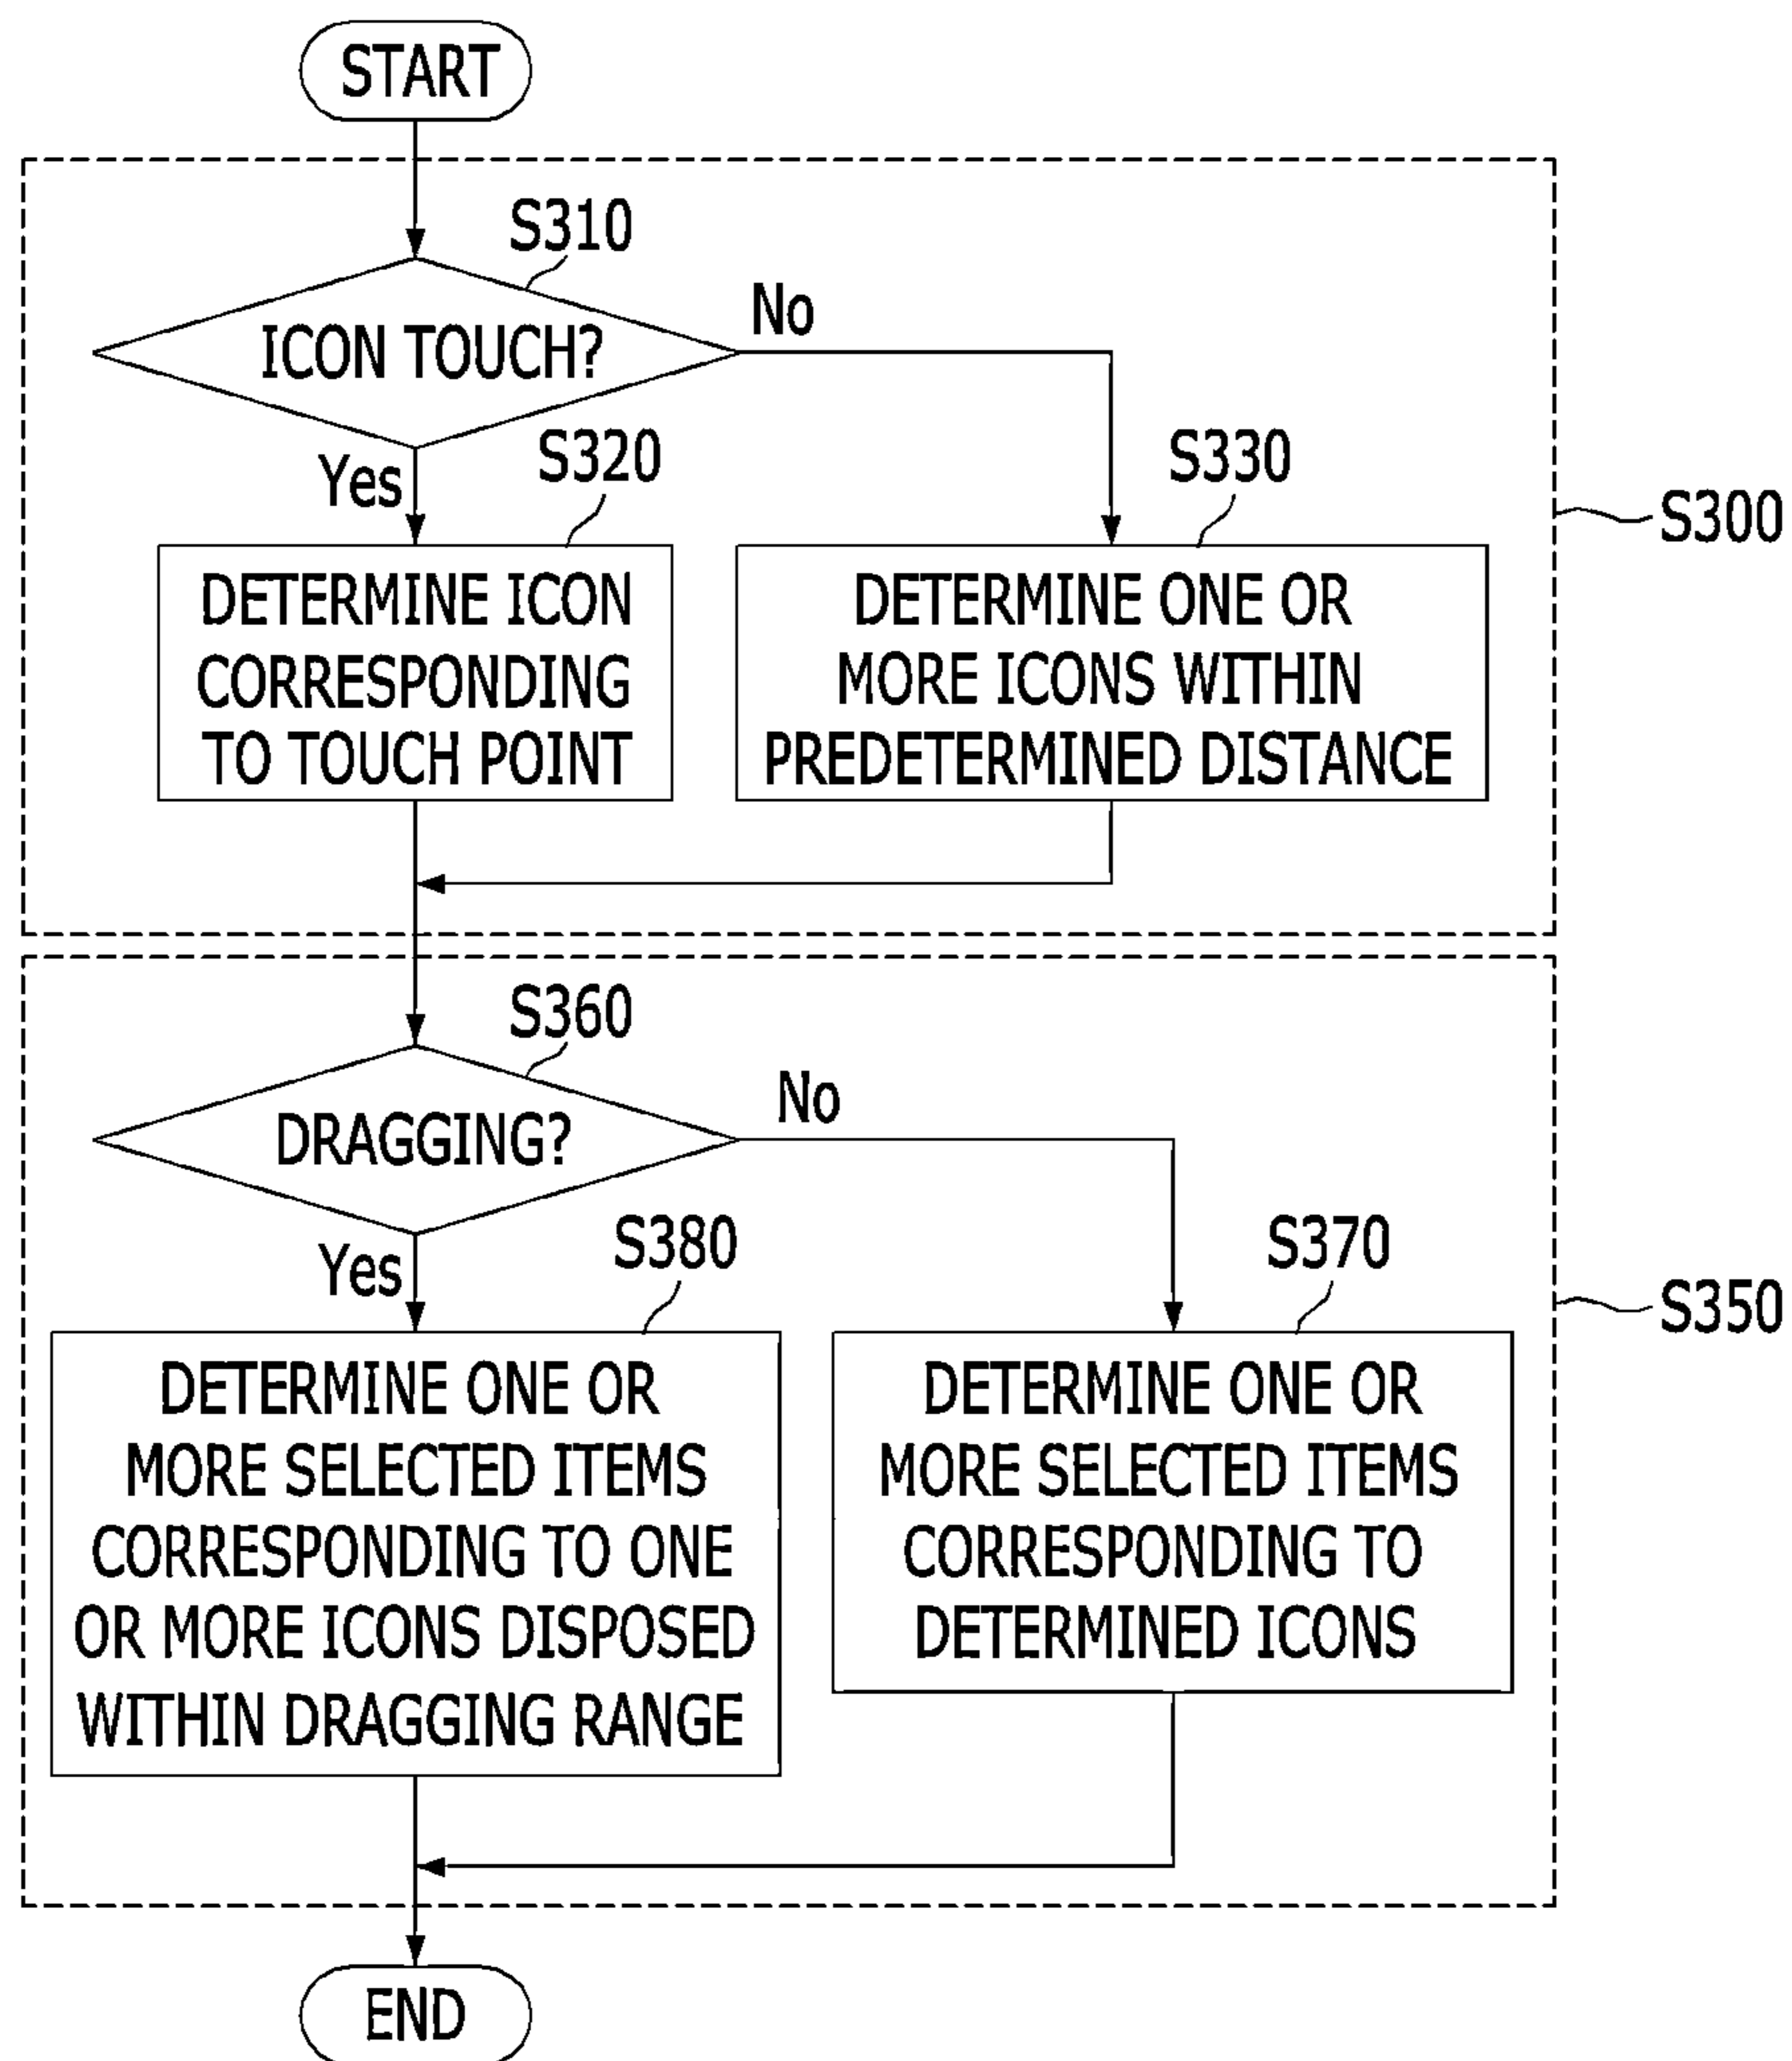 START
S310
ICON TOUCH?
No
Yes
S320
S330
DETERMINE ICON
CORRESPONDING
TO TOUCH POINT
DETERMINE ONE OR
MORE ICONS WITHIN
PREDETERMINED DISTANCE
S300
S360
DRAGGING?
No
Yes
S380
S370
DETERMINE ONE OR
MORE SELECTED ITEMS
CORRESPONDING TO ONE
OR MORE ICONS DISPOSED
WITHIN DRAGGING RANGE
DETERMINE ONE OR
MORE SELECTED ITEMS
CORRESPONDING TO
DETERMINED ICONS
S350
END